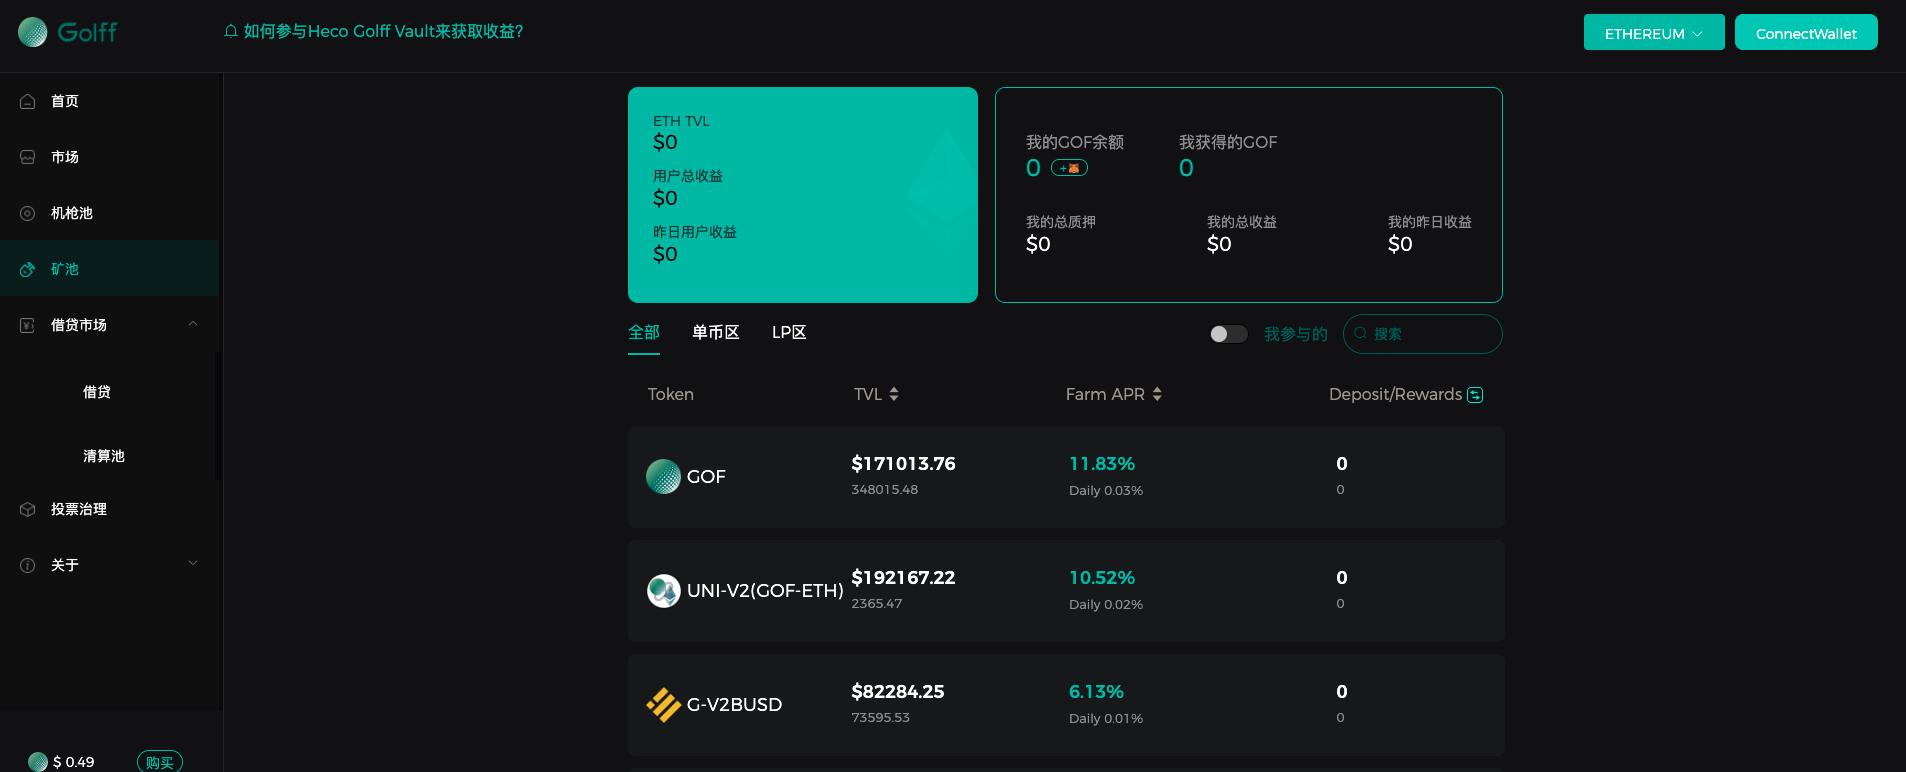 Golff
如何参与Heco Golff Vault来获取收益?
ETHEREUM
ConnectWallet
首页
市场
机枪池
矿池
借贷市场
借贷
清算池
投票治理
关于
$ 0.49
购买
ETH TVL
$0
用户总收益
$0
昨日用户收益
$0
我的GOF余额
我获得的GOF
0
+
0
我的总质押
我的总收益
我的昨日收益
$0
$0
$0
全部
单币区
LP区
我参与的
搜索
Token
TVL
Farm APR
Deposit/Rewards
GOF
$171013.76
11.83%
0
348015.48
Daily 0.03%
0
UNI-V2(GOF-ETH)
$192167.22
10.52%
0
2365.47
Daily 0.02%
0
G-V2BUSD
$82284.25
6.13%
0
73595.53
Daily 0.01%
0